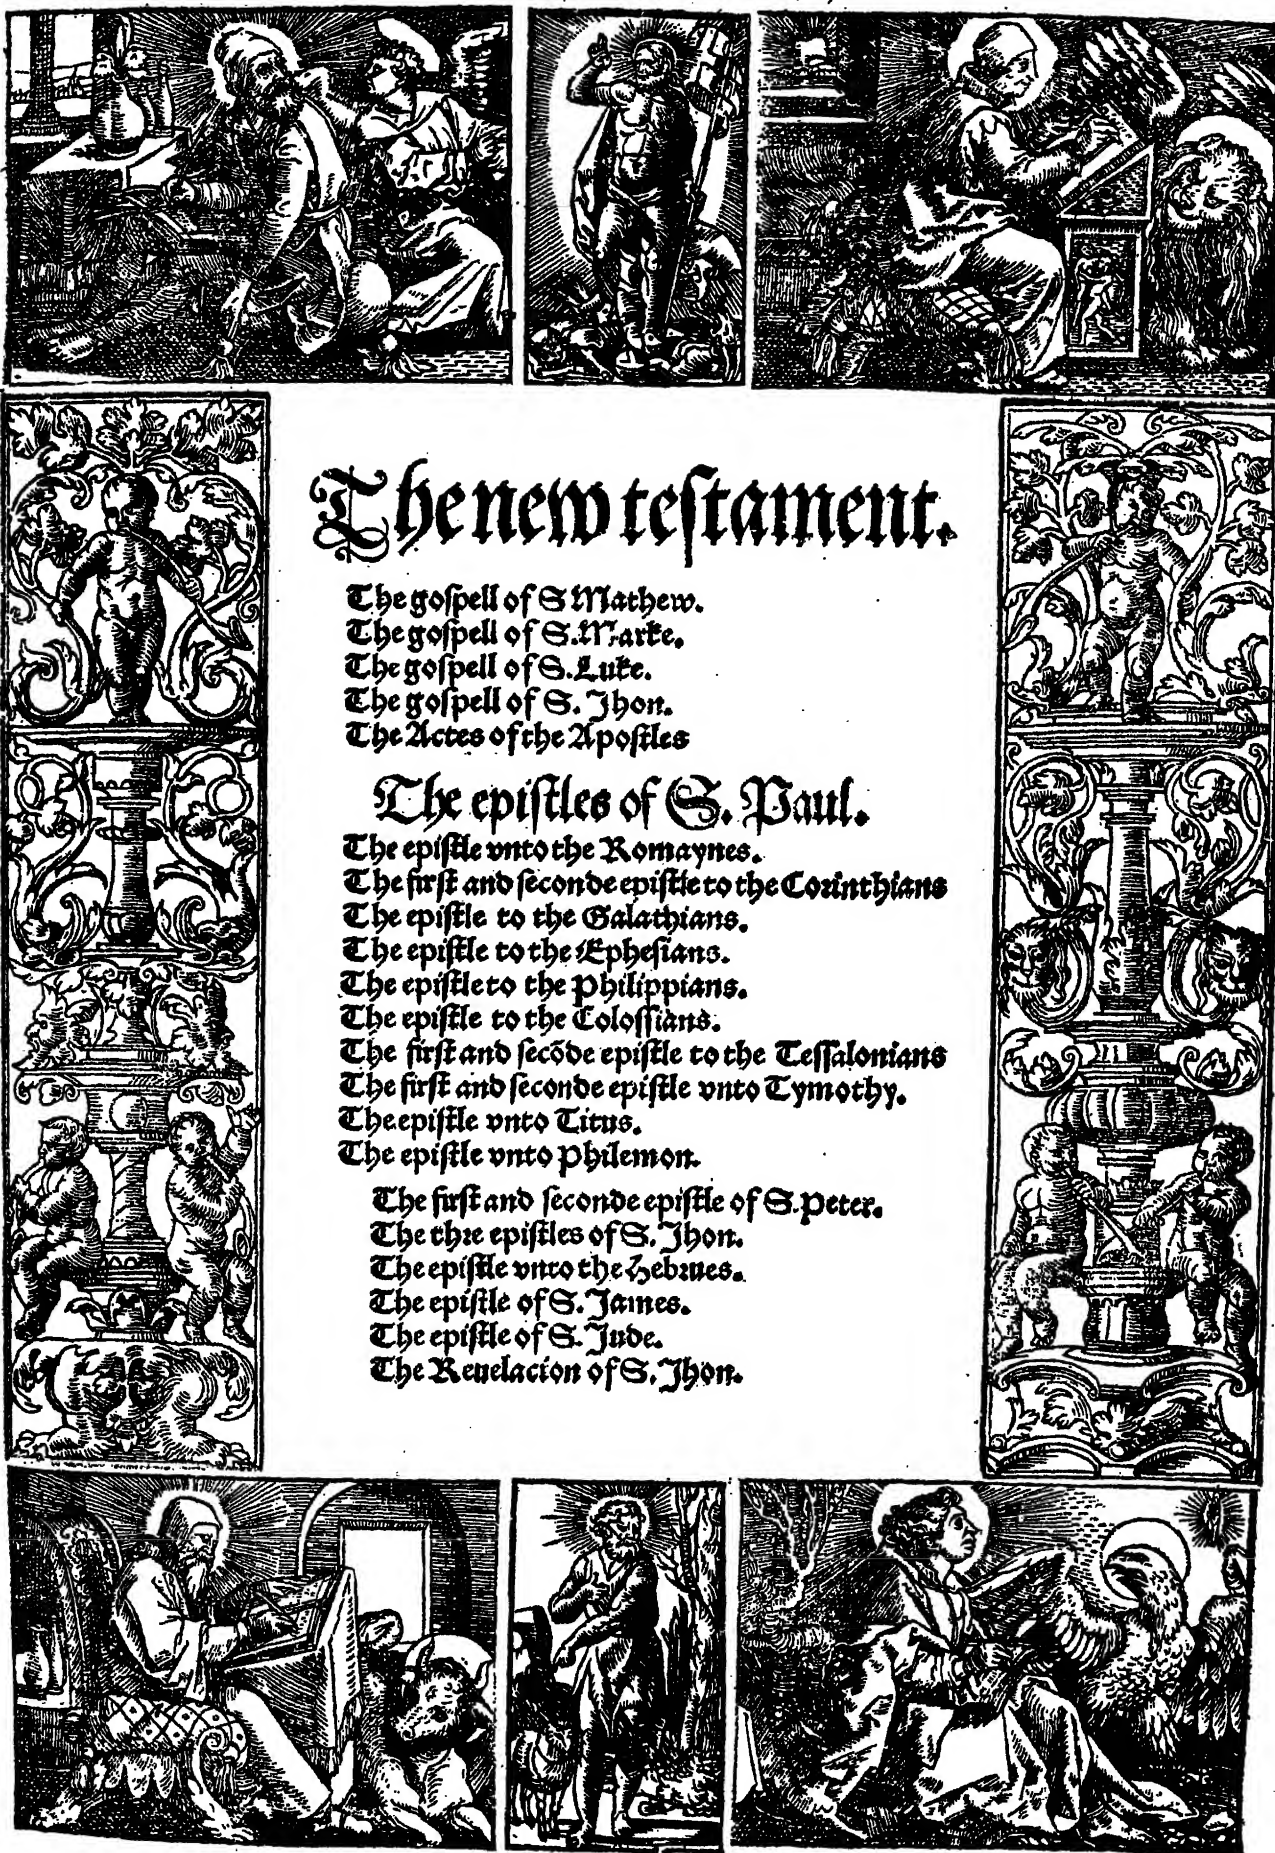 The new testament.
The gospell of S Mathew.
The gospell of S. Marke.
The gospell of S. Luke.
The gospell of S. Jhon.
The Actes of the Apostles
The epistles of S. Paul.
The epistle vnto the Romaynes.
The first and seconde epistle to the Corinthians
The epistle to the Galathians.
The epistle to the Ephesians.
The epistle to the Philippians.
The epistle to the Colossians.
The first and secõde epistle to the Tessalonians
The first and seconde epistle vnto Tymothy.
The epistle vnto Titus.
The epistle vnto Philemon.
The first and seconde epistle of S. Peter.
The thre epistles of S. Jhon.
The epistle vnto the Hebrues.
The epistle of S. James.
The epistle of S. Jude.
The Reuelacion of S. Jhon.